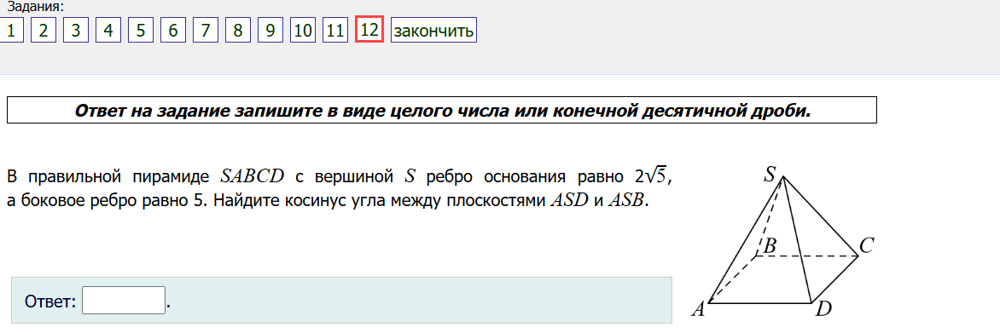 Задания:
1 2 3 4 5 6 7 8 9 10 11 12 закончить
Ответ на задание запишите в виде целого числа или конечной десятичной дроби.
В правильной пирамиде SABCD с вершиной S ребро основания равно 2√5,
а боковое ребро равно 5. Найдите косинус угла между плоскостями ASD и ASB.
S
B
C
A
D
Ответ: .